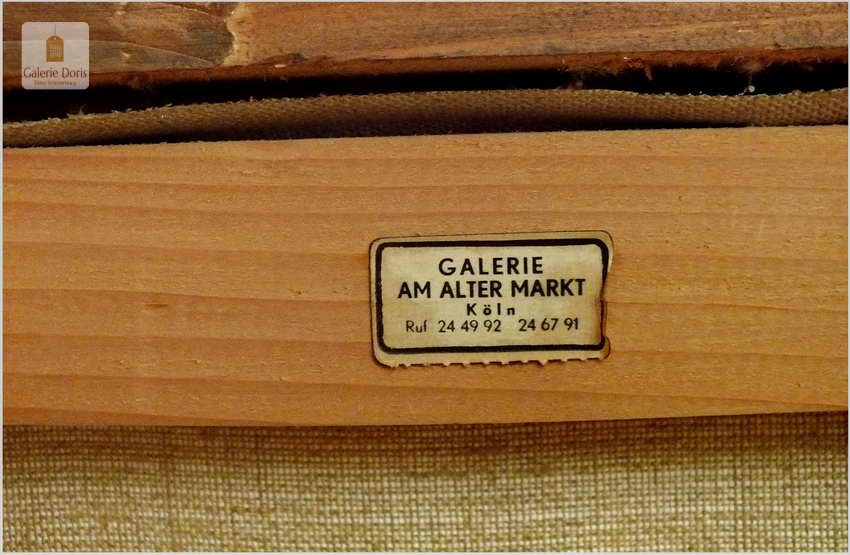 Galerie Doris
GALERIE
AM ALTER MARKT
Köln
Ruf 24 49 92 24 67 91